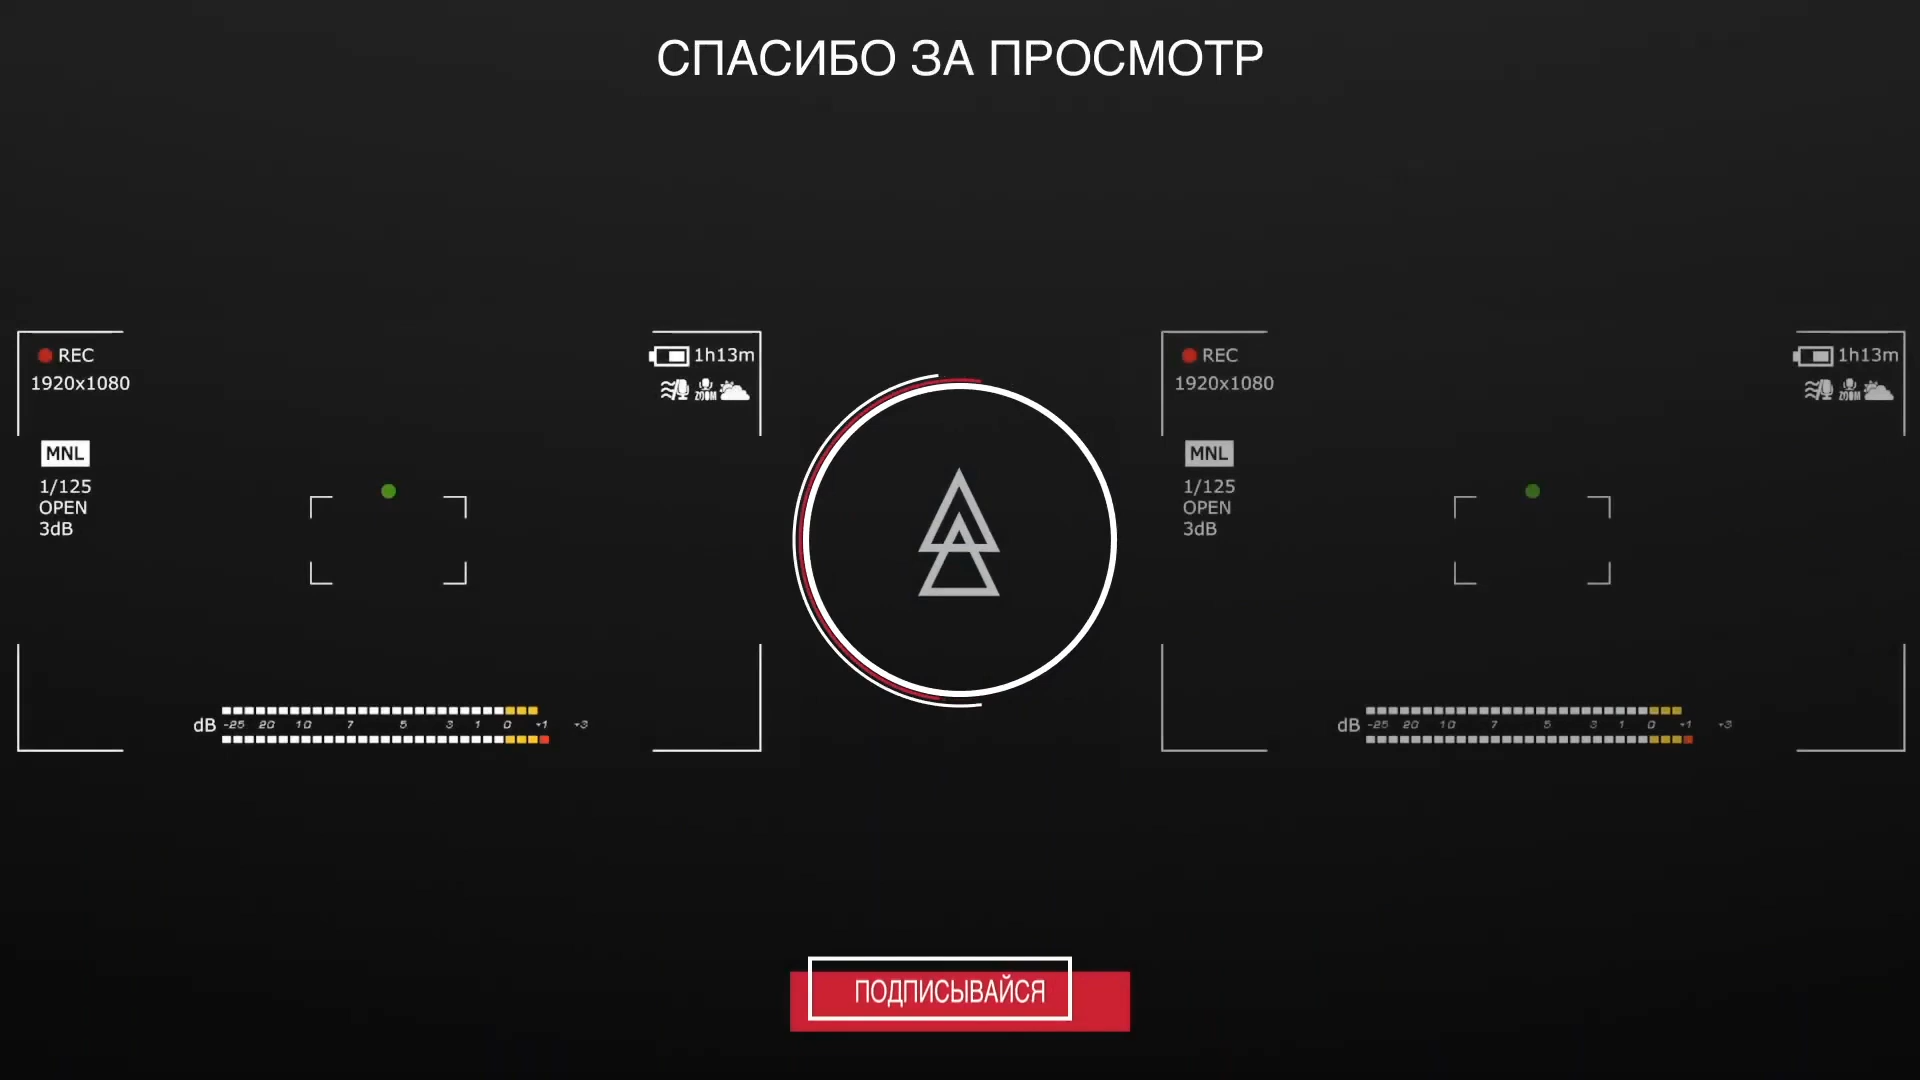 СПАСИБО ЗА ПРОСМОТР
REC
1920x1080
1h13m
ZOOM
MNL
1/125
OPEN
3dB
dB -25 20 10 7 5 3 1 0 +1 +3
REC
1920x1080
1h13m
ZOOM
MNL
1/125
OPEN
3dB
dB -25 20 10 7 5 3 1 0 +1 +3
ПОДПИСЫВАЙСЯ